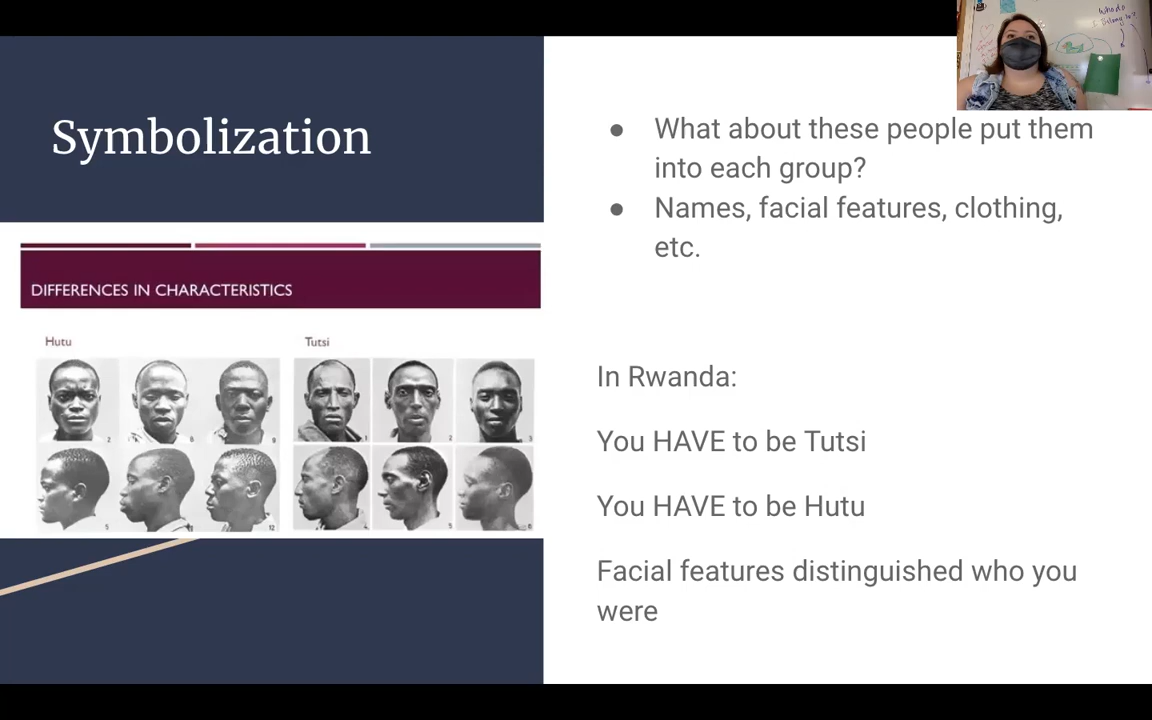 Symbolization
DIFFERENCES IN CHARACTERISTICS
Hutu
Tutsi
What about these people put them
into each group?
Names, facial features, clothing,
etc.
In Rwanda:
You HAVE to be Tutsi
You HAVE to be Hutu
Facial features distinguished who you
were
Who do